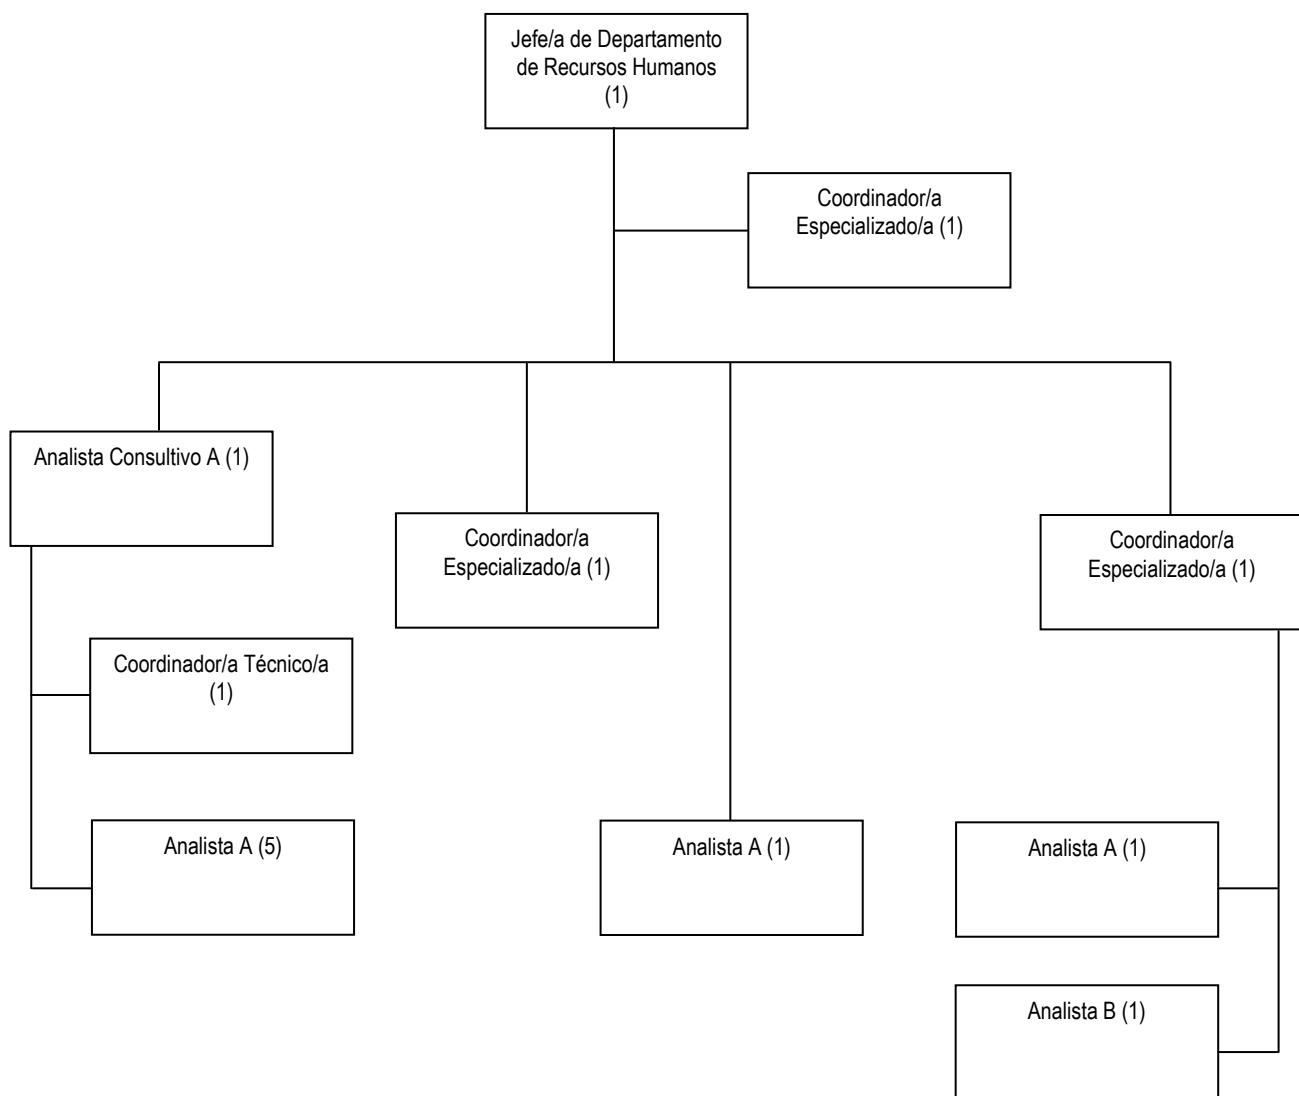 Jefe/a de Departamento
de Recursos Humanos
(1)
Coordinador/a
Especializado/a (1)
Analista Consultivo A (1)
Coordinador/a
Especializado/a (1)
Coordinador/a
Especializado/a (1)
Coordinador/a Técnico/a
(1)
Analista A (5)
Analista A (1)
Analista A (1)
Analista B (1)